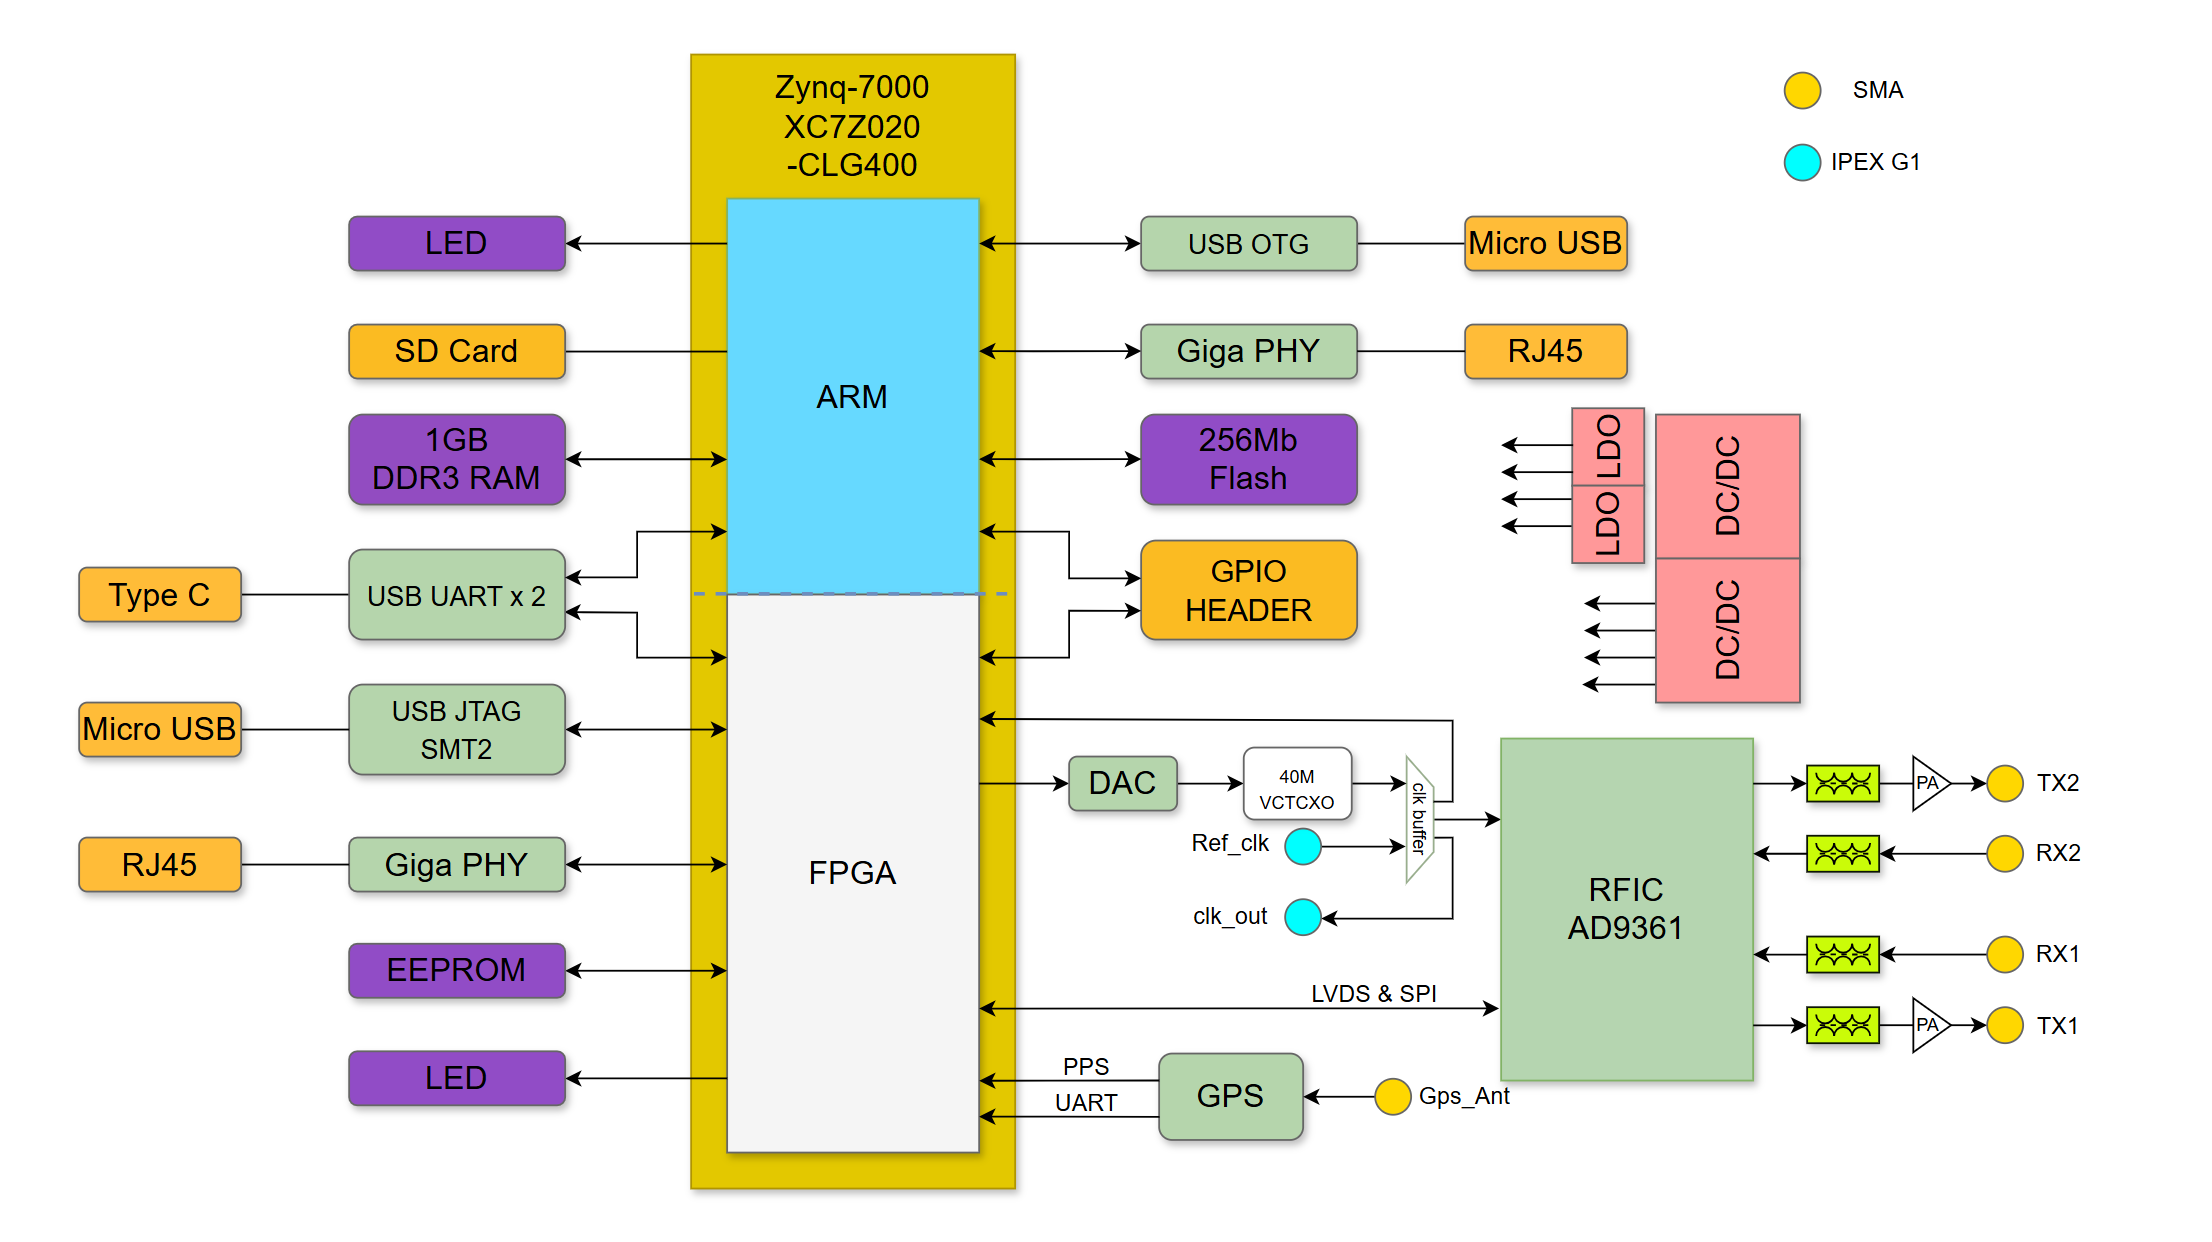 Zynq-7000
XC7Z020
-CLG400
SMA
IPEX G1
LED
USB OTG
Micro USB
SD Card
ARM
Giga PHY
RJ45
1GB
DDR3 RAM
256Mb
Flash
LDO
LDO
DC/DC
DC/DC
Type C
USB UART x 2
GPIO
HEADER
Micro USB
USB JTAG
SMT2
DAC
40M
VCTCXO
clk buffer
Ref_clk
clk_out
RJ45
Giga PHY
FPGA
RFIC
AD9361
PA
TX2
RX2
RX1
PA
TX1
EEPROM
LVDS & SPI
LED
PPS
UART
GPS
Gps_Ant